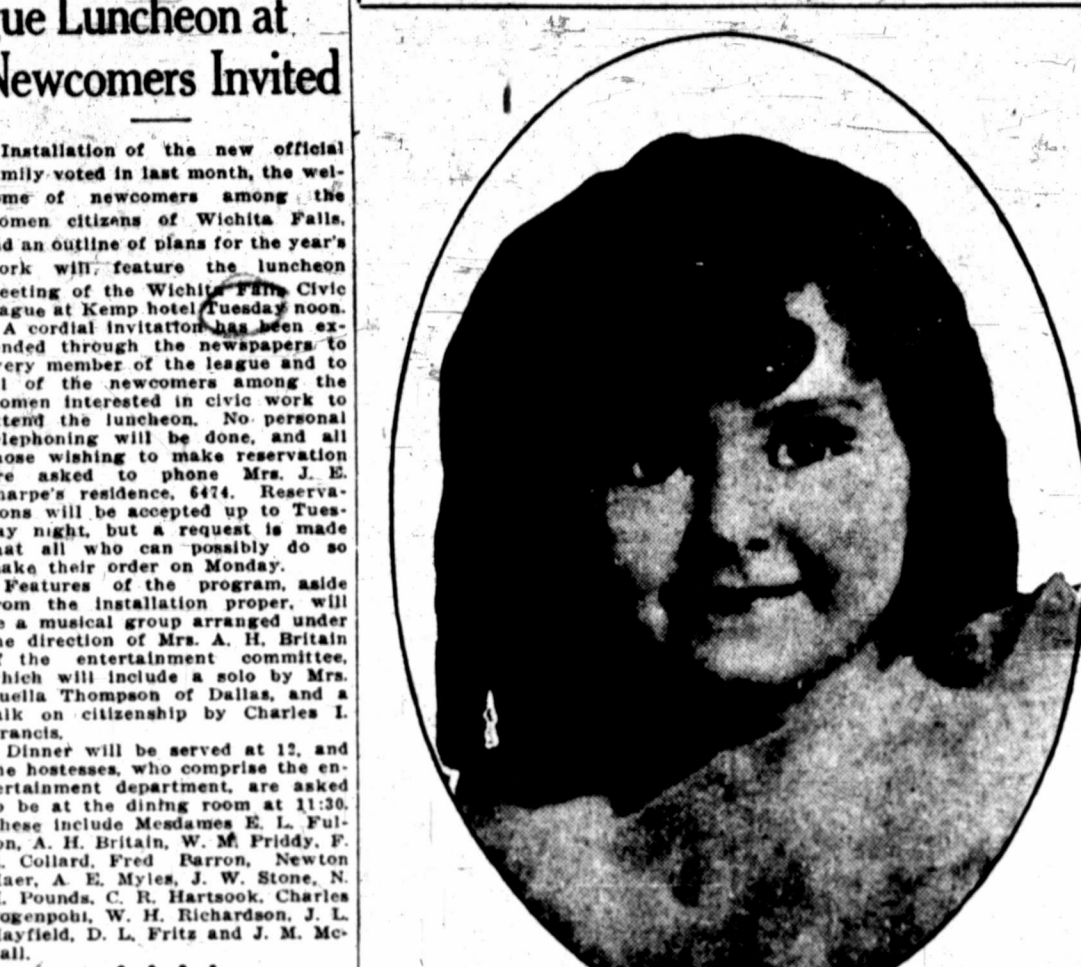 ue Luncheon at
Newcomers Invited
Installation of the new official
mily voted in last month, the wel-
me of newcomers among the
omen citizens of Wichita Falls,
d an outline of plans for the year's
ork will feature the luncheon
eeting of the Wichita Falls Civic
ague at Kemp hotel Tuesday noon.
A cordial invitation has been ex-
nded through the newspapers to
very member of the league and to
l of the newcomers among the
omen interested in civic work to
tend the luncheon. No personal
lephoning will be done, and all
hose wishing to make reservation
re asked to phone Mrs. J. E.
harpe's residence, 6474. Reserva-
ons will be accepted up to Tues-
ay night, but a request is made
hat all who can possibly do so
ake their order on Monday.
Features of the program, aside
rom the installation proper, will
e a musical group arranged under
he direction of Mrs. A. H. Britain
f the entertainment committee,
hich will include a solo by Mrs.
uella Thompson of Dallas, and a
alk on citizenship by Charles I.
rancis.
Dinner will be served at 12, and
he hostesses, who comprise the en-
ertainment department, are asked
o be at the dining room at 11:30.
hese include Mesdames E. L. Ful-
on, A. H. Britain, W. M. Priddy, F.
. Collard, Fred Barron, Newton
aer, A. E. Myles, J. W. Stone, N.
. Pounds, C. R. Hartsook, Charles
ogenpohl, W. H. Richardson, J. L.
ayfield, D. L. Fritz and J. M. Mc-
all.